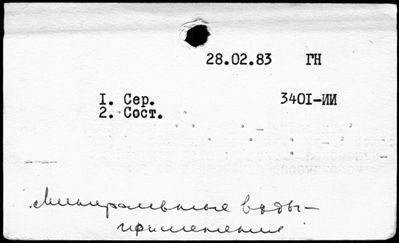 28.02.83 ГН
I. Сер. 340I-ИИ
2. Сост.
Минеральные воды-
применение